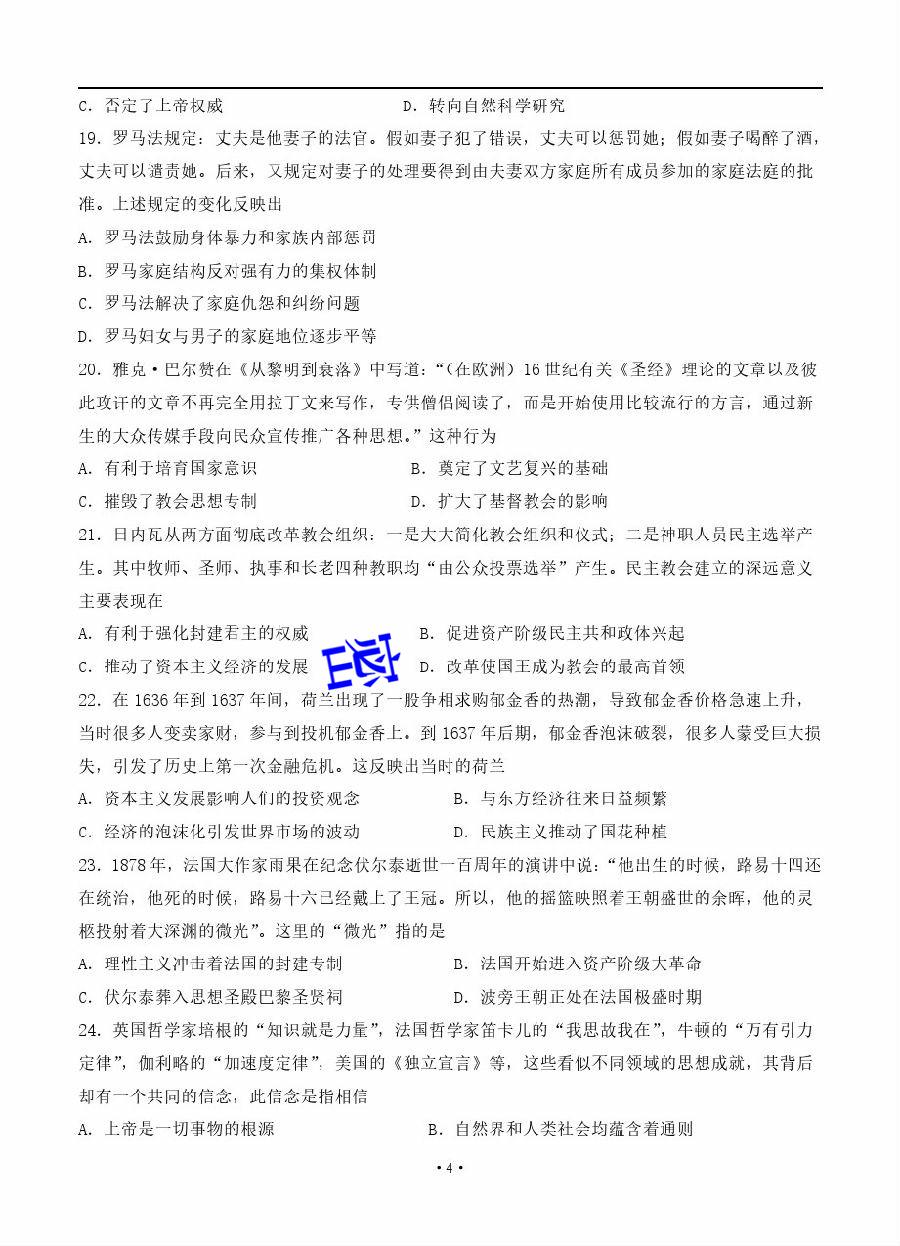 C. 否定了上帝权威 D. 转向自然科学研究
19. 罗马法规定：丈夫是他妻子的法官。假如妻子犯了错误，丈夫可以惩罚她；假如妻子喝醉了酒，
丈夫可以谴责她。后来，又规定对妻子的处理要得到由夫妻双方家庭所有成员参加的家庭法庭的批
准。上述规定的变化反映出
A. 罗马法鼓励身体暴力和家族内部惩罚
B. 罗马家庭结构反对强有力的集权体制
C. 罗马法解决了家庭仇怨和纠纷问题
D. 罗马妇女与男子的家庭地位逐步平等
20. 雅克·巴尔赞在《从黎明到衰落》中写道：“（在欧洲）16 世纪有关《圣经》理论的文章以及彼
此攻讦的文章不再完全用拉丁文来写作，专供僧侣阅读了，而是开始使用比较流行的方言，通过新
生的大众传媒手段向民众宣传推广各种思想。”这种行为
A. 有利于培育国家意识 B. 奠定了文艺复兴的基础
C. 摧毁了教会思想专制 D. 扩大了基督教会的影响
21. 日内瓦从两方面彻底改革教会组织：一是大大简化教会组织和仪式；二是神职人员民主选举产
生。其中牧师、圣师、执事和长老四种教职均“由公众投票选举”产生。民主教会建立的深远意义
主要表现在
A. 有利于强化封建君主的权威 B. 促进资产阶级民主共和政体兴起
C. 推动了资本主义经济的发展 D. 改革使国王成为教会的最高首领
22. 在 1636 年到 1637 年间，荷兰出现了一股争相求购郁金香的热潮，导致郁金香价格急速上升，
当时很多人变卖家财，参与到投机郁金香上。到 1637 年后期，郁金香泡沫破裂，很多人蒙受巨大损
失，引发了历史上第一次金融危机。这反映出当时的荷兰
A. 资本主义发展影响人们的投资观念 B. 与东方经济往来日益频繁
C. 经济的泡沫化引发世界市场的波动 D. 民族主义推动了国花种植
23. 1878 年，法国大作家雨果在纪念伏尔泰逝世一百周年的演讲中说：“他出生的时候，路易十四还
在统治，他死的时候，路易十六已经戴上了王冠。所以，他的摇篮映照着王朝盛世的余晖，他的灵
柩投射着大深渊的微光”。这里的“微光”指的是
A. 理性主义冲击着法国的封建专制 B. 法国开始进入资产阶级大革命
C. 伏尔泰葬入思想圣殿巴黎圣贤祠 D. 波旁王朝正处在法国极盛时期
24. 英国哲学家培根的“知识就是力量”，法国哲学家笛卡儿的“我思故我在”，牛顿的“万有引力
定律”，伽利略的“加速度定律”，美国的《独立宣言》等，这些看似不同领域的思想成就，其背后
却有一个共同的信念，此信念是指相信
A. 上帝是一切事物的根源 B. 自然界和人类社会均蕴含着通则
·4·